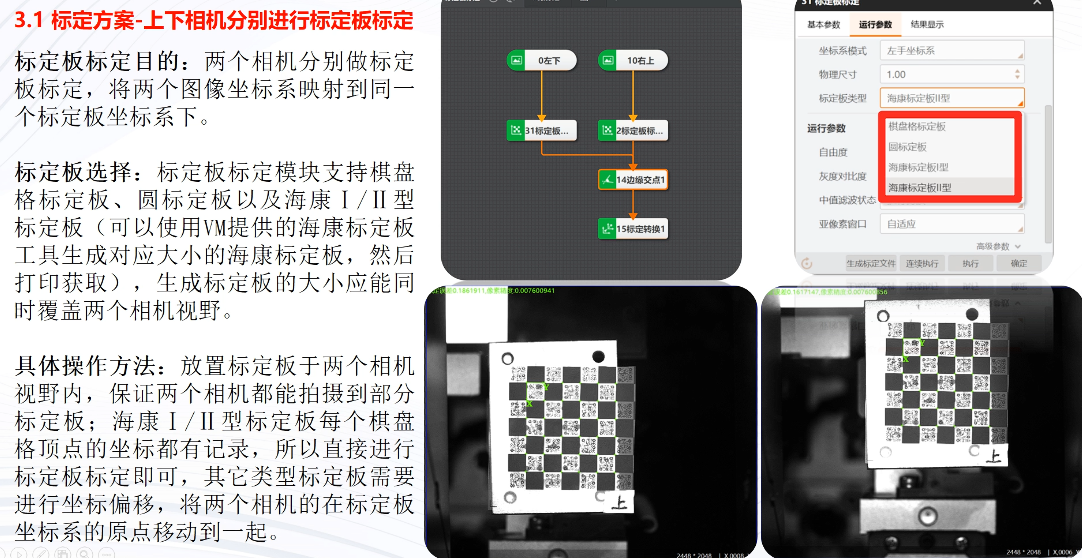 3.1 标定方案-上下相机分别进行标定板标定
标定板标定目的：两个相机分别做标定
板标定，将两个图像坐标系映射到同一
个标定板坐标系下。
标定板选择：标定板标定模块支持棋盘
格标定板、圆标定板以及海康Ⅰ/Ⅱ型
标定板（可以使用VM提供的海康标定板
工具生成对应大小的海康标定板，然后
打印获取），生成标定板的大小应能同
时覆盖两个相机视野。
具体操作方法：放置标定板于两个相机
视野内，保证两个相机都能拍摄到部分
标定板；海康Ⅰ/Ⅱ型标定板每个棋盘
格顶点的坐标都有记录，所以直接进行
标定板标定即可，其它类型标定板需要
进行坐标偏移，将两个相机的在标定板
坐标系的原点移动到一起。
0左下
10右上
31标定板...
2标定板标...
14边缘交点1
15标定转换1
31 标定板标定
基本参数 运行参数 结果显示
坐标系模式 左手坐标系
物理尺寸 1.00
标定板类型 海康标定板II型
棋盘格标定板
圆标定板
海康标定板I型
海康标定板II型
运行参数
自由度
灰度对比度
中值滤波状态
亚像素窗口 自适应
高级参数
生成标定文件 连续执行 执行 确定
上
2448 * 2048 | X,0008
上
2448 * 2048 | X,0006